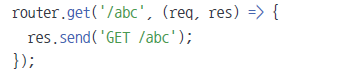 router.get('/abc', (req, res) => {
  res.send('GET /abc');
});